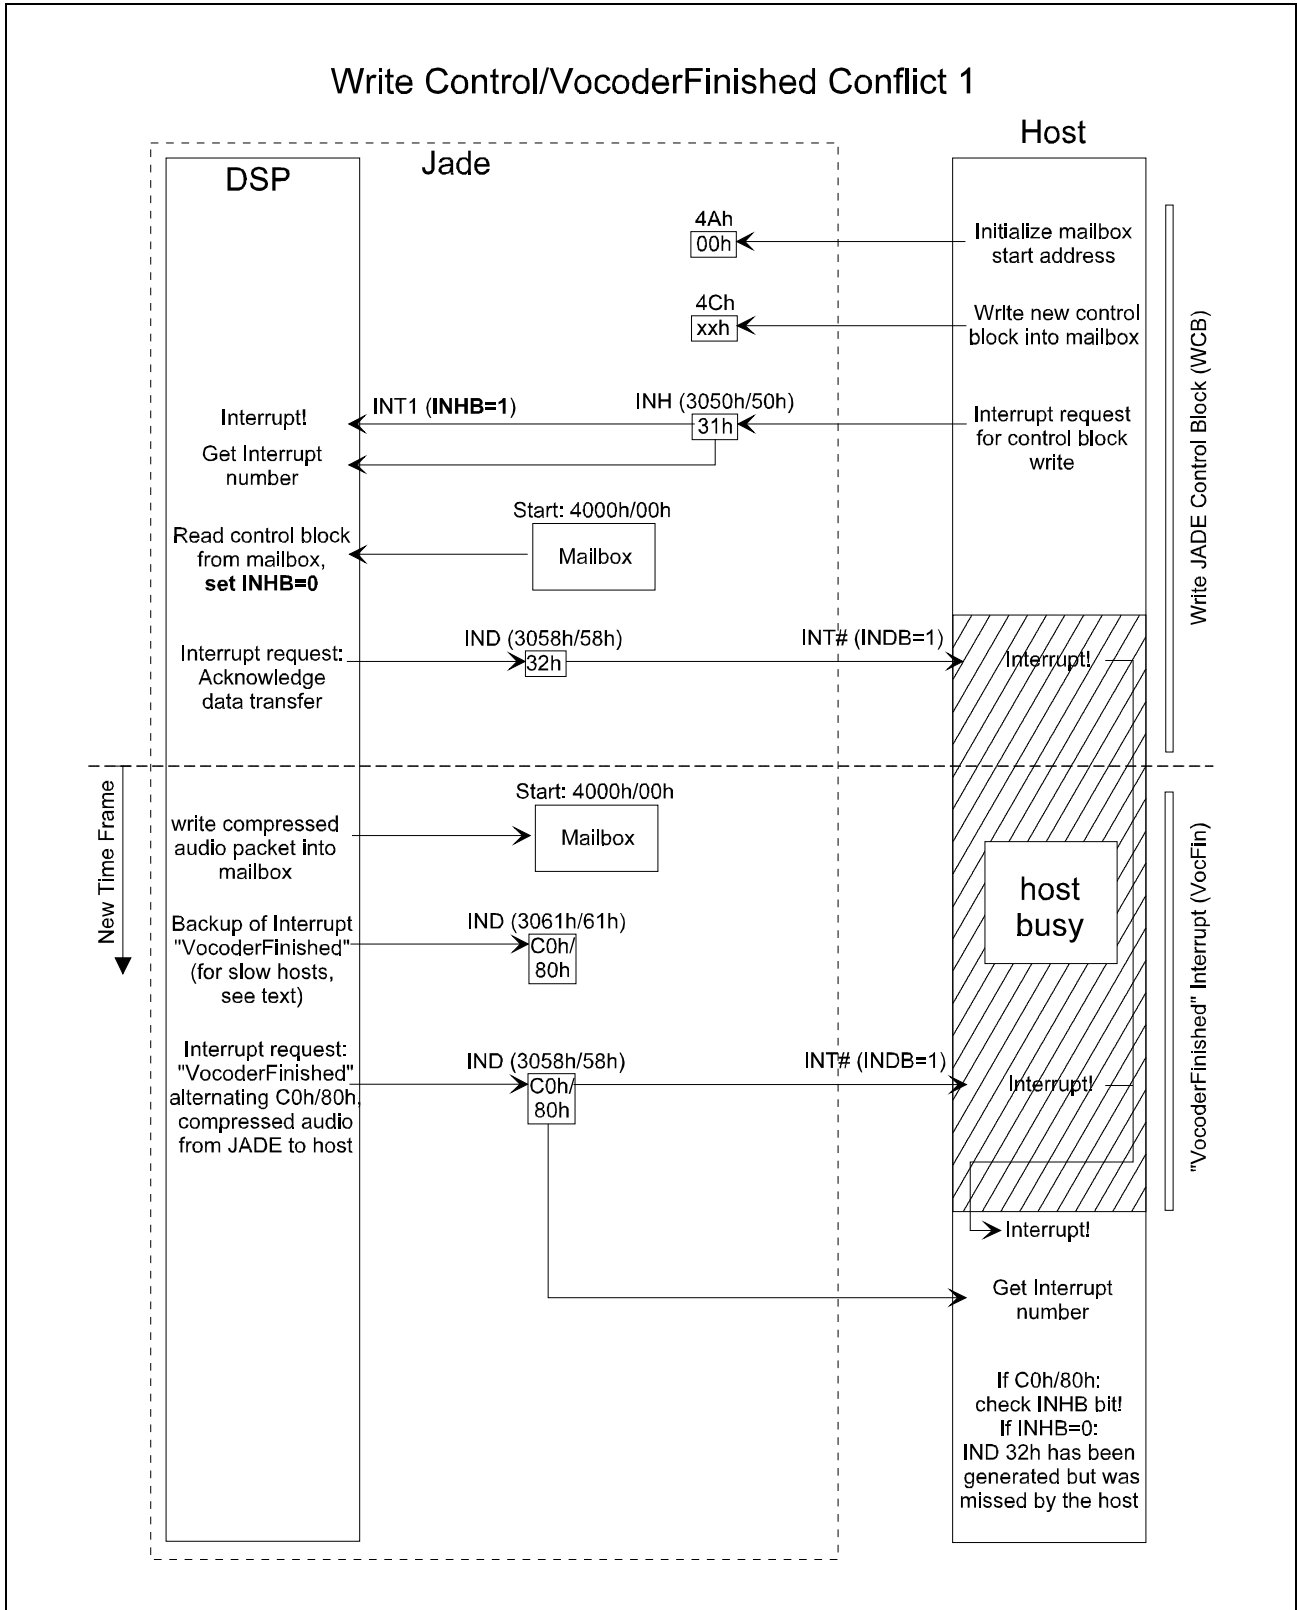 Write Control/VocoderFinished Conflict 1
Host
Jade
DSP
4Ah
00h
Initialize mailbox
start address
4Ch
xxh
Write new control
block into mailbox
Interrupt!
INT1 (INHB=1)
INH (3050h/50h)
31h
Interrupt request
for control block
write
Get Interrupt
number
Start: 4000h/00h
Mailbox
Read control block
from mailbox,
set INHB=0
Interrupt request:
Acknowledge
data transfer
IND (3058h/58h)
32h
INT# (INDB=1)
Interrupt!
Write JADE Control Block (WCB)
New Time Frame
write compressed
audio packet into
mailbox
Start: 4000h/00h
Mailbox
host
busy
Backup of Interrupt
"VocoderFinished"
(for slow hosts,
see text)
IND (3061h/61h)
C0h/
80h
Interrupt request:
"VocoderFinished"
alternating C0h/80h,
compressed audio
from JADE to host
IND (3058h/58h)
C0h/
80h
INT# (INDB=1)
Interrupt!
"VocoderFinished" Interrupt (VocFin)
Interrupt!
Get Interrupt
number
If C0h/80h:
check INHB bit!
If INHB=0:
IND 32h has been
generated but was
missed by the host